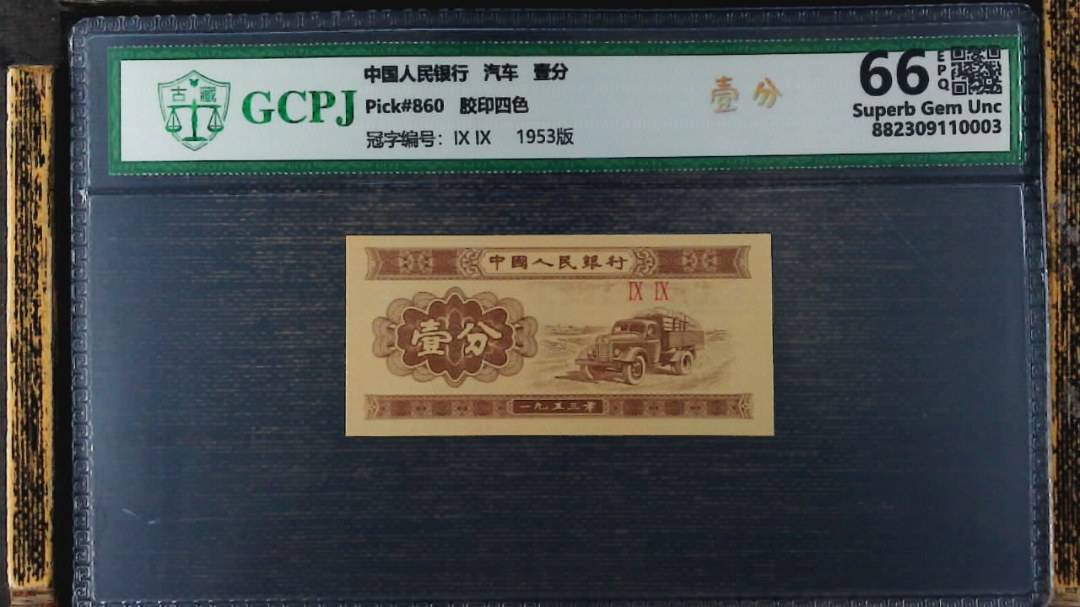 古藏
GCPJ
中国人民银行 汽车 壹分
Pick#860 胶印四色
冠字编号: IX IX 1953版
壹分
66 EPQ
Superb Gem Unc
882309110003
中國人民銀行
IX IX
壹分
一九五三年